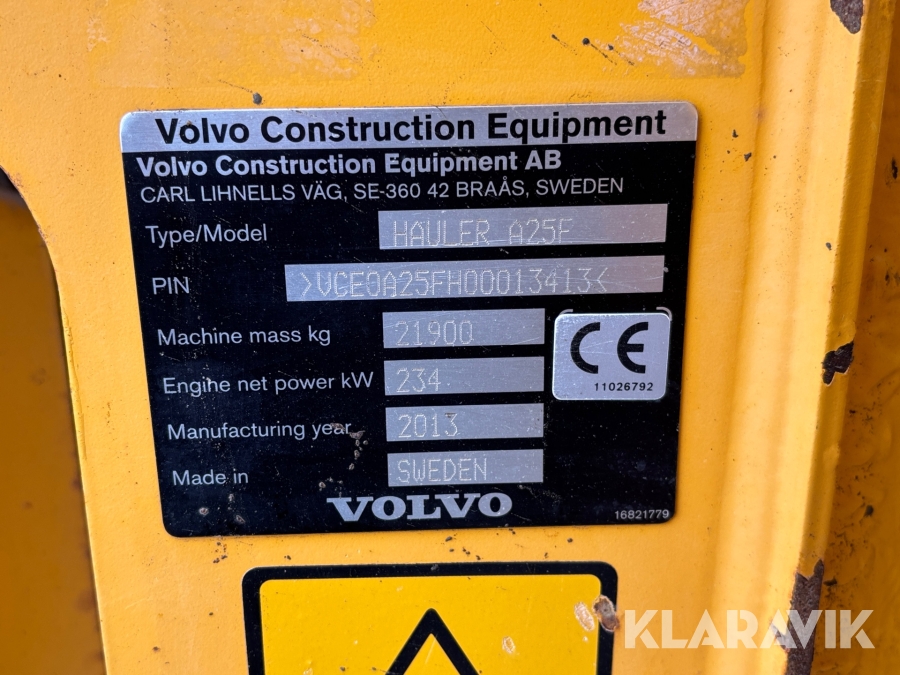 Volvo Construction Equipment
Volvo Construction Equipment AB
CARL LIHNELLS VÄG, SE-360 42 BRAÅS, SWEDEN
Type/Model HAULER A25F
PIN >VCE0A25FH00013413<
Machine mass kg 21900
Engine net power kW 234
CE
11026792
Manufacturing year 2013
Made in SWEDEN
VOLVO
16821779
KLARAVIK